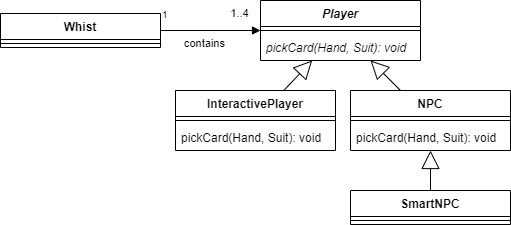 Whist
1
1..4
contains
Player
pickCard(Hand, Suit): void
InteractivePlayer
pickCard(Hand, Suit): void
NPC
pickCard(Hand, Suit): void
SmartNPC